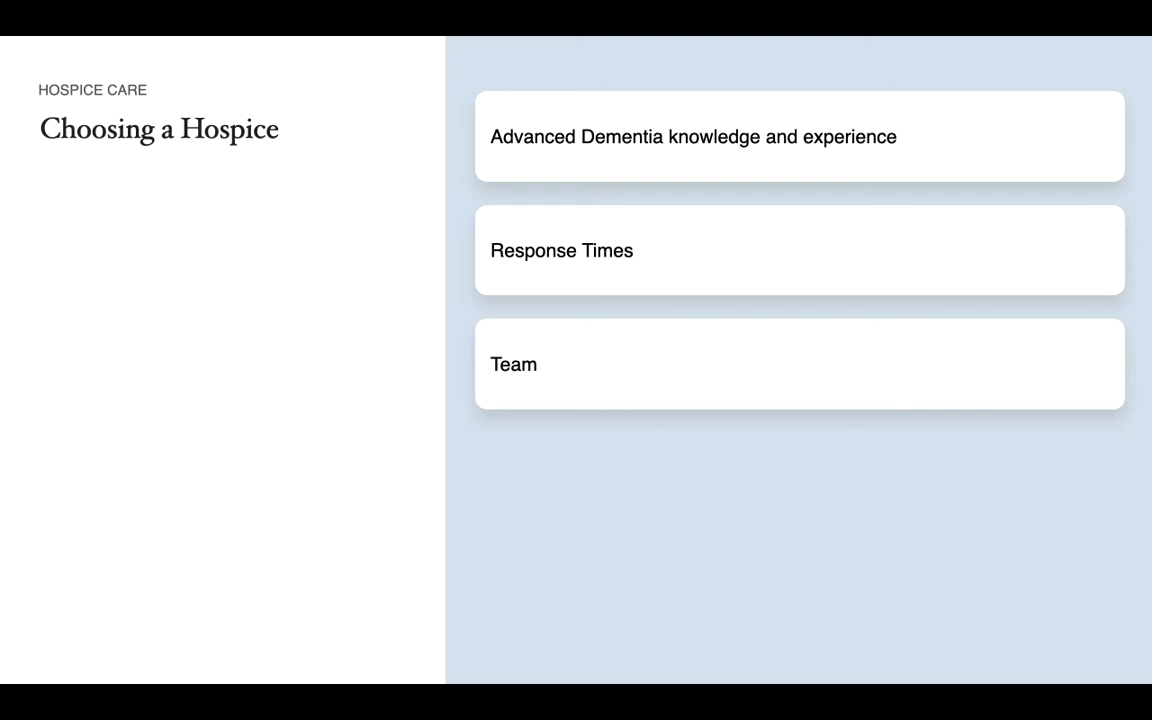 HOSPICE CARE
Choosing a Hospice
Advanced Dementia knowledge and experience
Response Times
Team